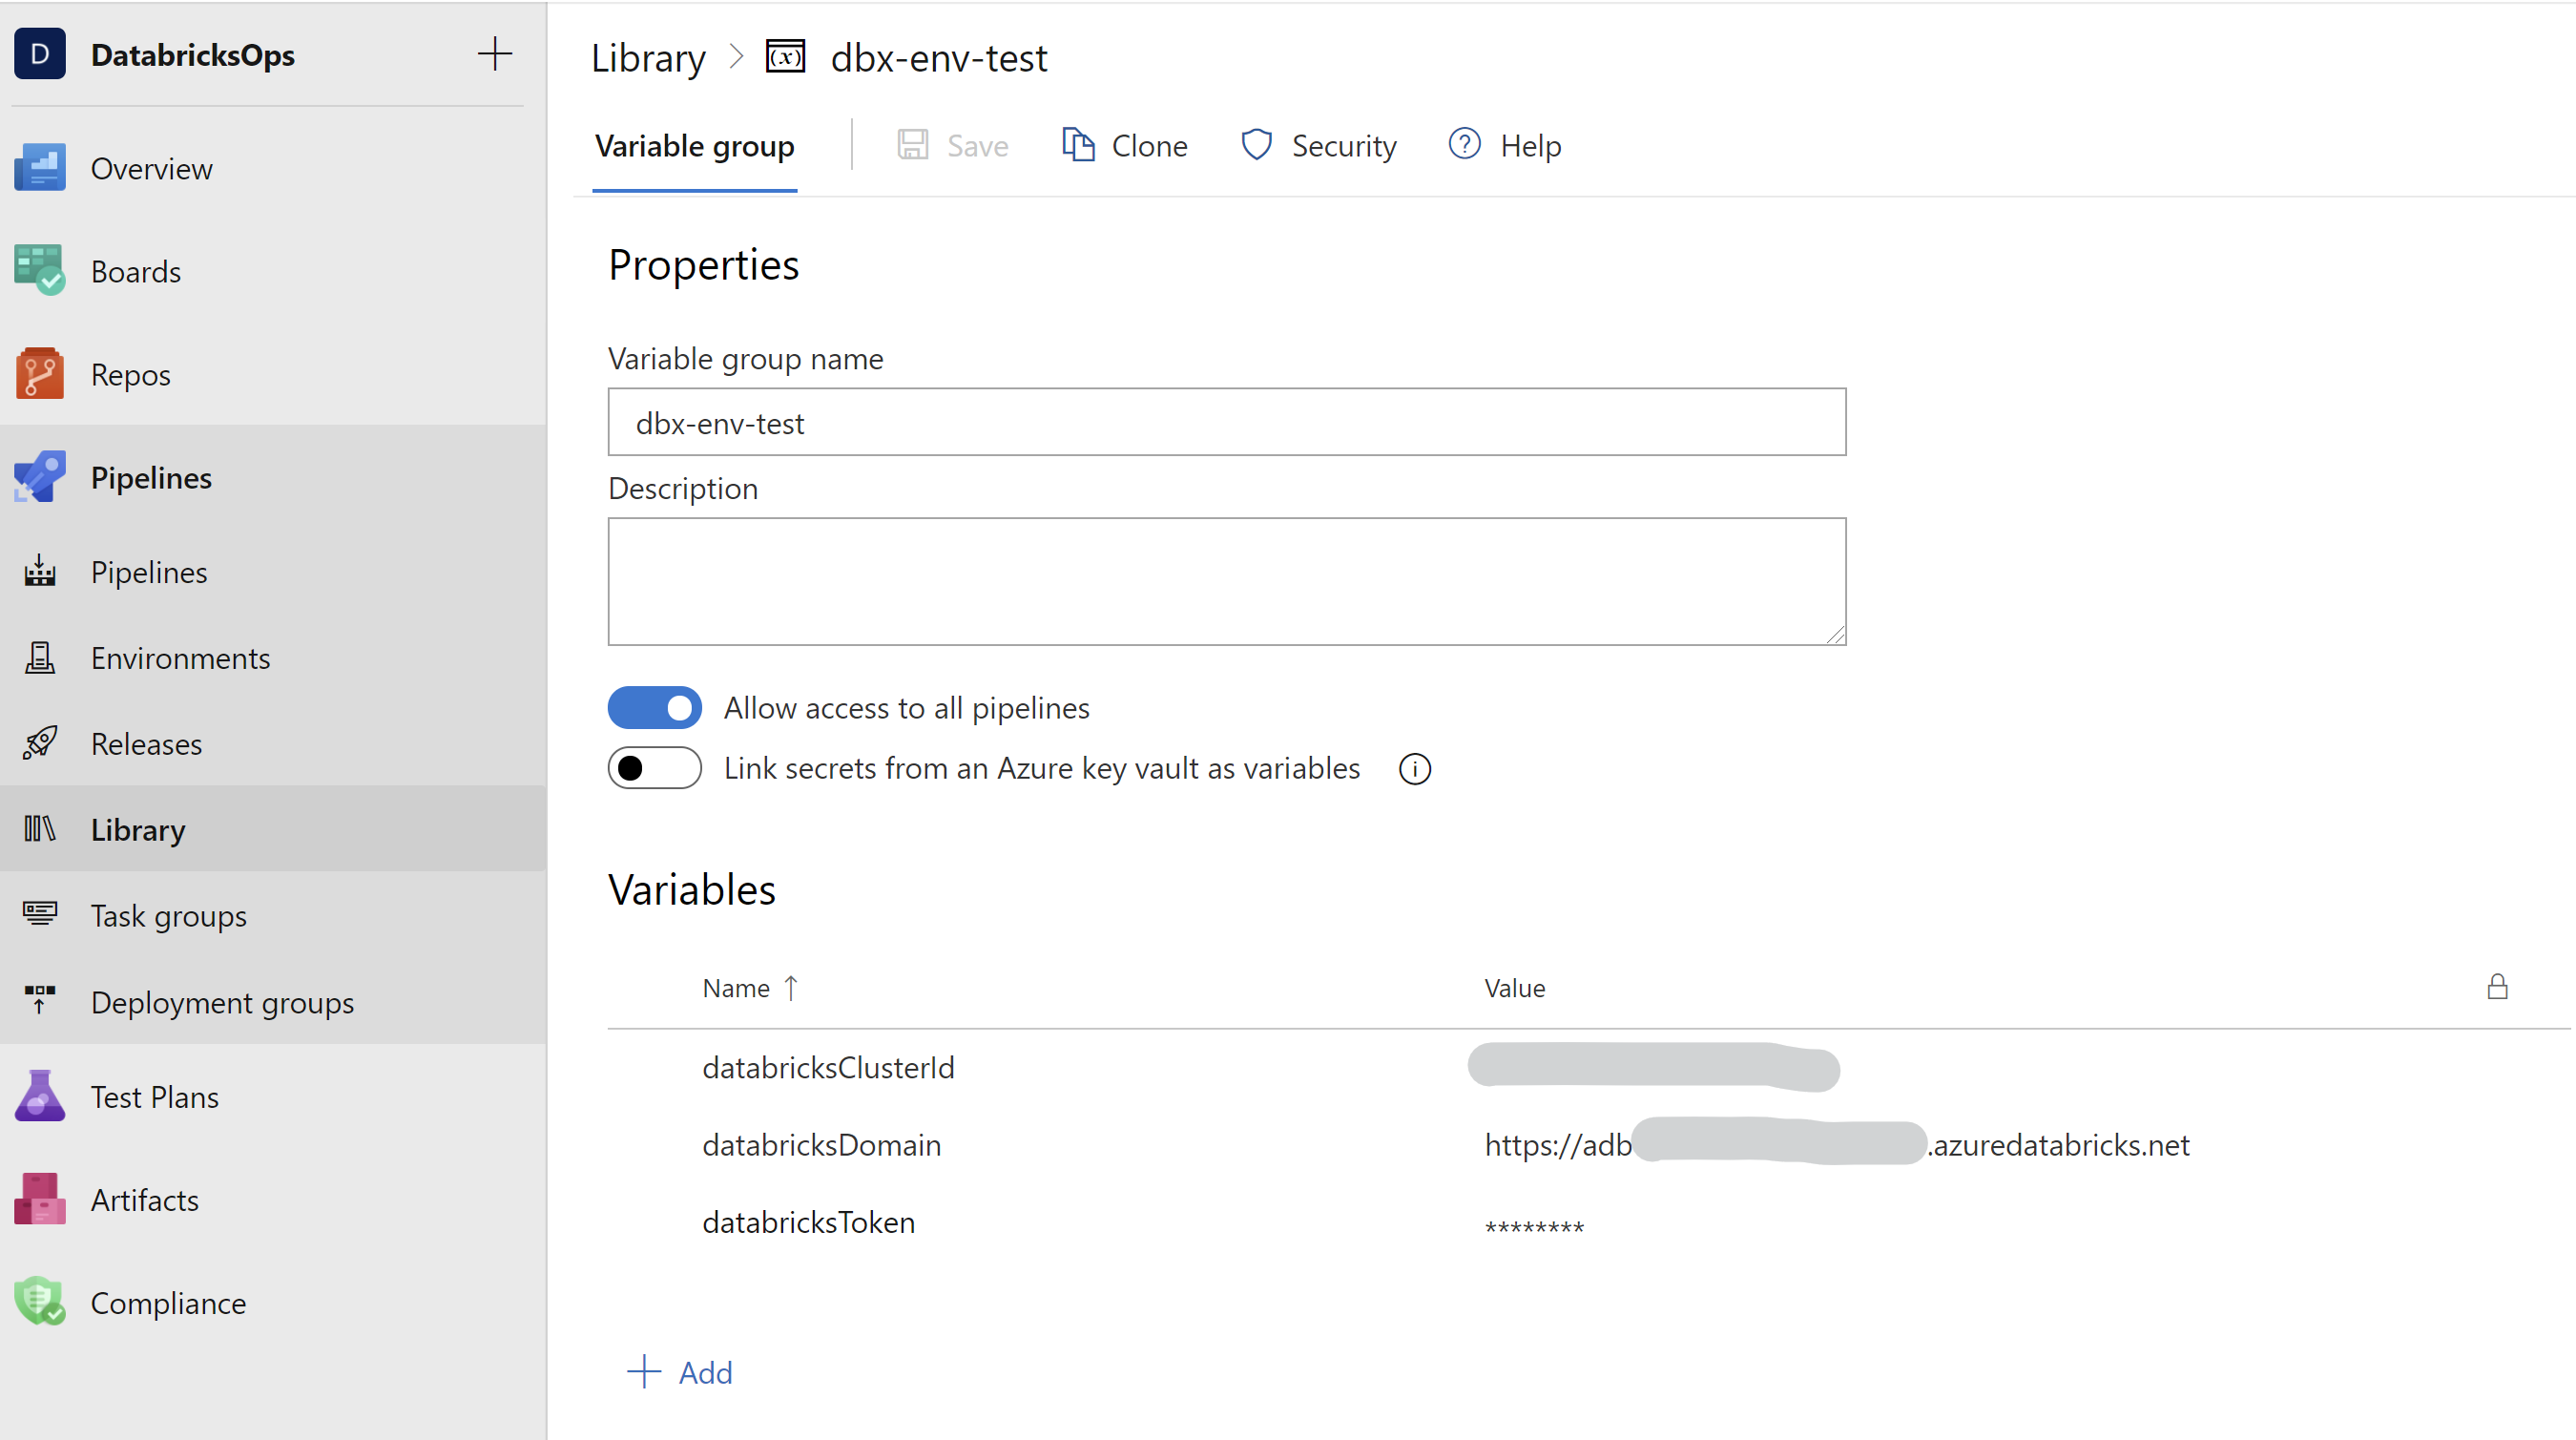 D DatabricksOps
Overview
Boards
Repos
Pipelines
Pipelines
Environments
Releases
Library
Task groups
Deployment groups
Test Plans
Artifacts
Compliance
Library > (x) dbx-env-test
Variable group Save Clone Security ? Help
Properties
Variable group name
dbx-env-test
Description
Allow access to all pipelines
Link secrets from an Azure key vault as variables i
Variables
Name ↑ Value
databricksClusterId
databricksDomain https://adb .azuredatabricks.net
databricksToken ********
+ Add